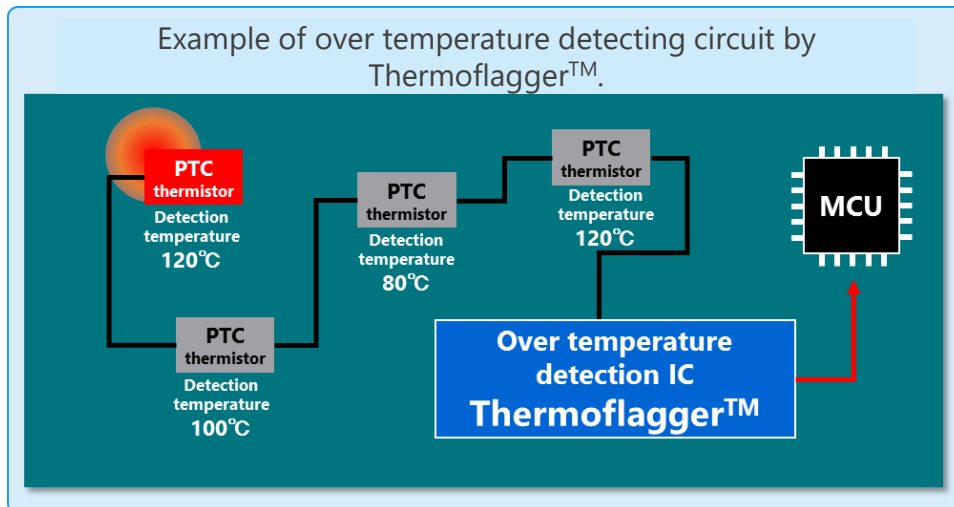 Example of over temperature detecting circuit by
Thermoflagger™.
PTC
thermistor
Detection
temperature
120℃
PTC
thermistor
Detection
temperature
100℃
PTC
thermistor
Detection
temperature
80℃
PTC
thermistor
Detection
temperature
120℃
Over temperature
detection IC
Thermoflagger™
MCU